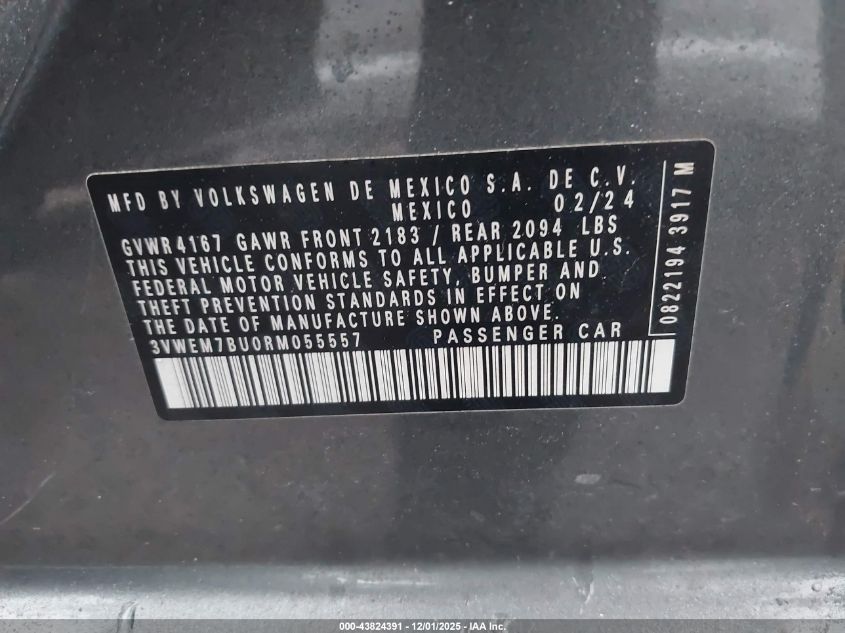 MFD BY VOLKSWAGEN DE MEXICO S.A. DE C.V.
MEXICO 02/24
GVWR4167 GAWR FRONT 2183 / REAR 2094 LBS
THIS VEHICLE CONFORMS TO ALL APPLICABLE U.S.
FEDERAL MOTOR VEHICLE SAFETY, BUMPER AND
THEFT PREVENTION STANDARDS IN EFFECT ON
THE DATE OF MANUFACTURE SHOWN ABOVE.
3VWEM7BU0RM055557 PASSENGER CAR
0822194 3917 M
000-43824391 - 12/01/2025 - IAA Inc.